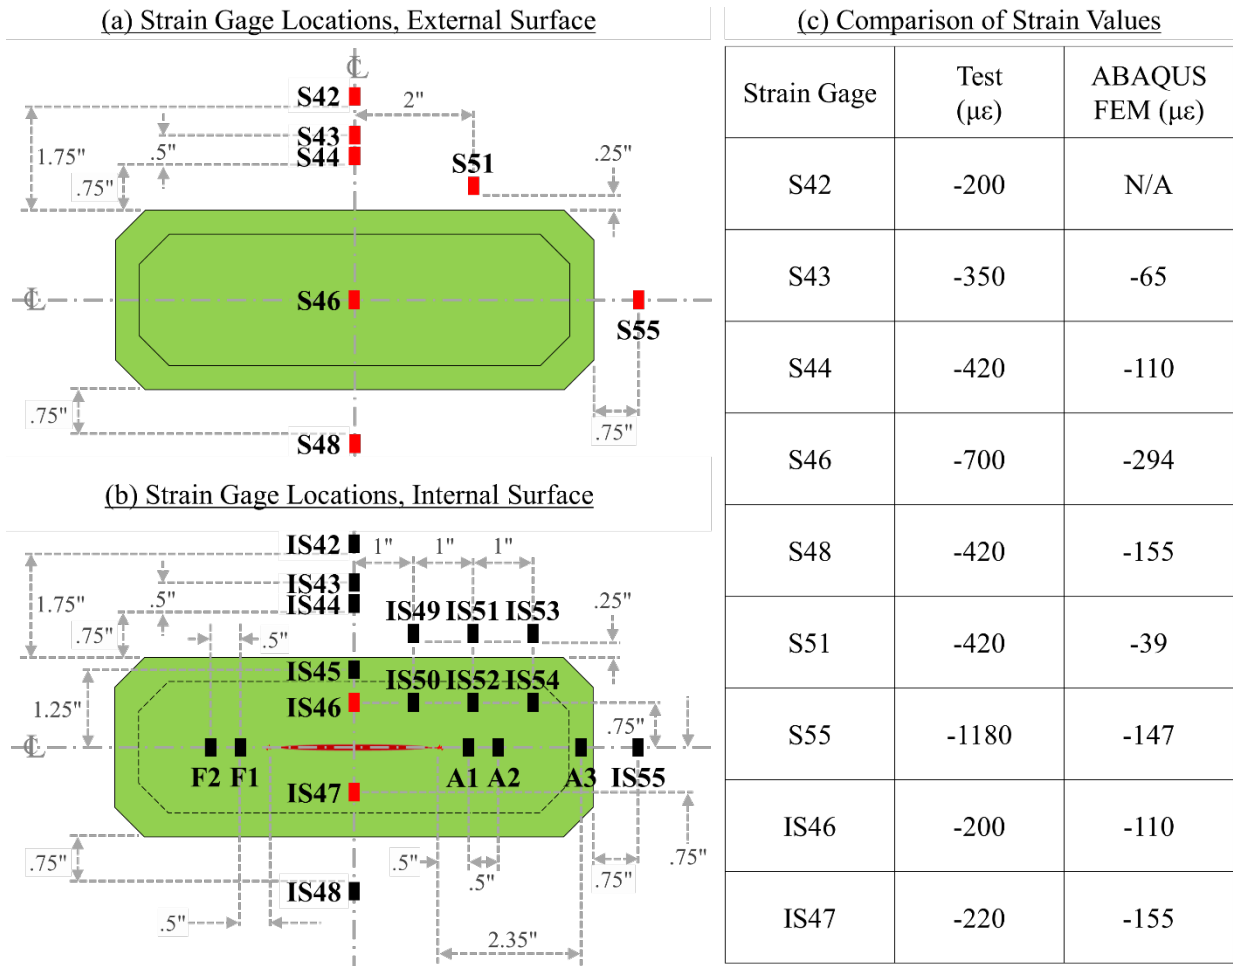 (a) Strain Gage Locations, External Surface
℄
S42
2"
S43
1.75"
.5"
S44
S51
.25"
.75"
℄
S46
S55
.75"
.75"
S48
(b) Strain Gage Locations, Internal Surface
IS42
1" 1" 1"
IS43
1.75"
.5"
IS44
IS49 IS51 IS53
.25"
.75"
.5"
IS45
IS50 IS52 IS54
1.25"
IS46
.75"
℄
F2 F1 A1 A2 A3 IS55
IS47
.75"
.5"
.5"
.75"
.75"
IS48
.5"
2.35"
(c) Comparison of Strain Values
Strain Gage Test (με) ABAQUS FEM (με)
S42 -200 N/A
S43 -350 -65
S44 -420 -110
S46 -700 -294
S48 -420 -155
S51 -420 -39
S55 -1180 -147
IS46 -200 -110
IS47 -220 -155